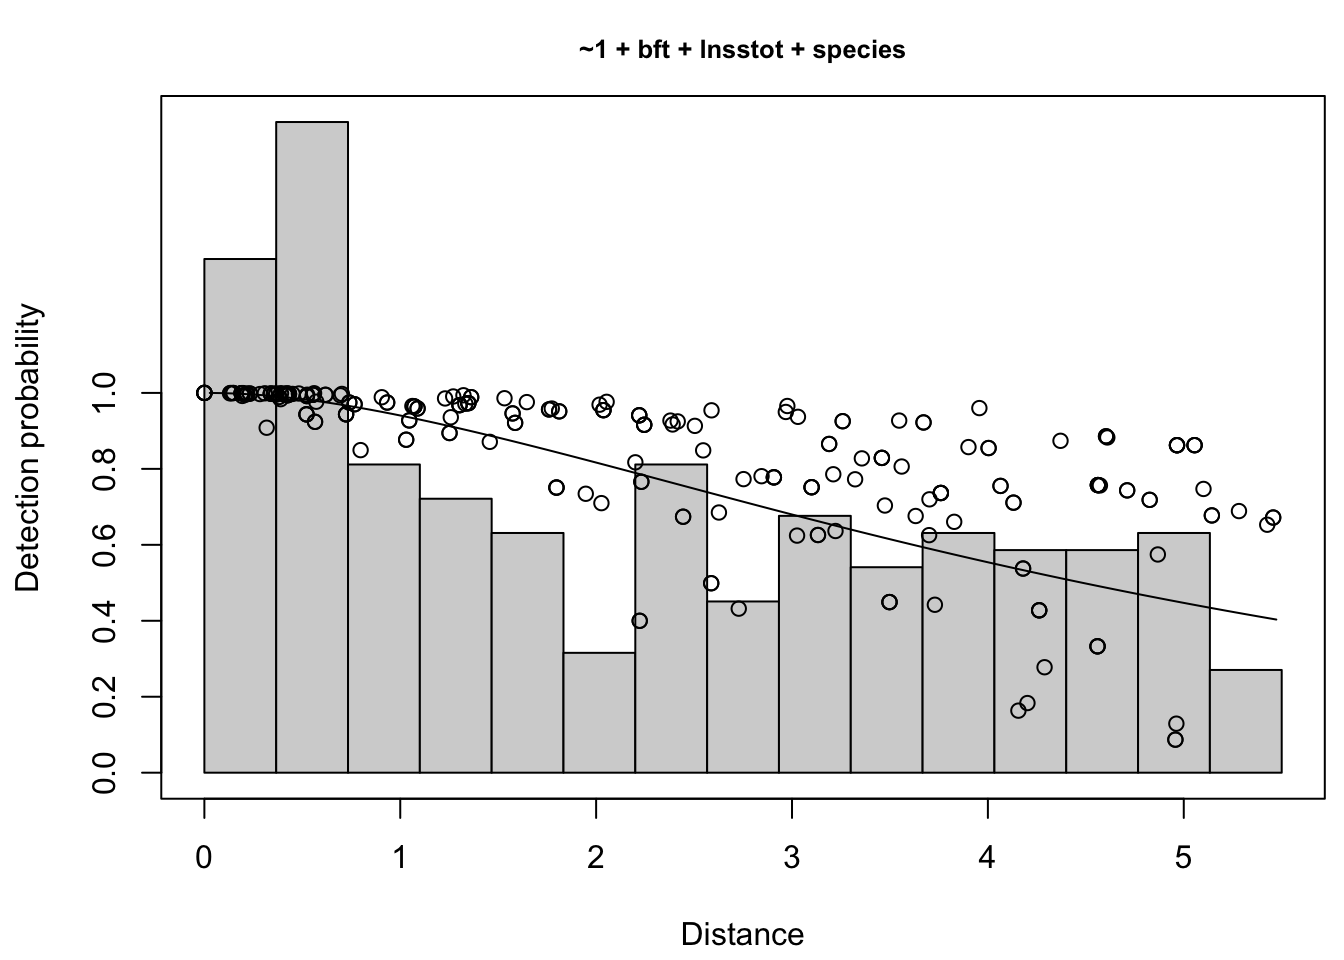 ~1 + bft + lnsstot + species
Detection probability
1.0
0.8
0.6
0.4
0.2
0.0
0 1 2 3 4 5
Distance